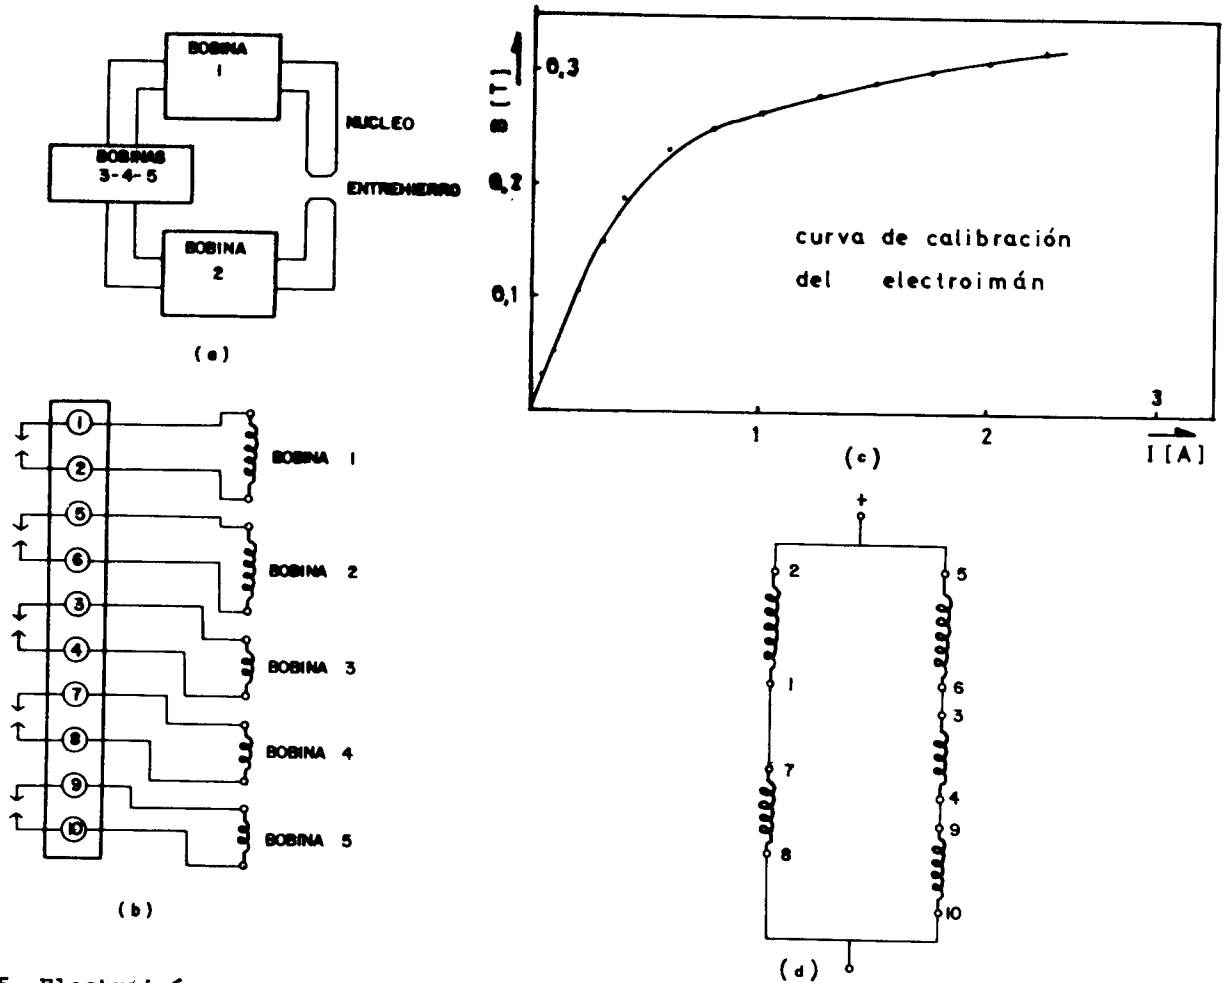 BOBINA
1
NUCLEO
BOBINAS
3-4-5
ENTREHIERRO
BOBINA
2
(a)
B [T]
0,3
0,2
0,1
curva de calibración
del electroimán
1
2
3
I [A]
(c)
1
2
5
6
3
4
7
8
9
10
BOBINA 1
BOBINA 2
BOBINA 3
BOBINA 4
BOBINA 5
(b)
+
2
1
7
8
5
6
3
4
9
10
(d)